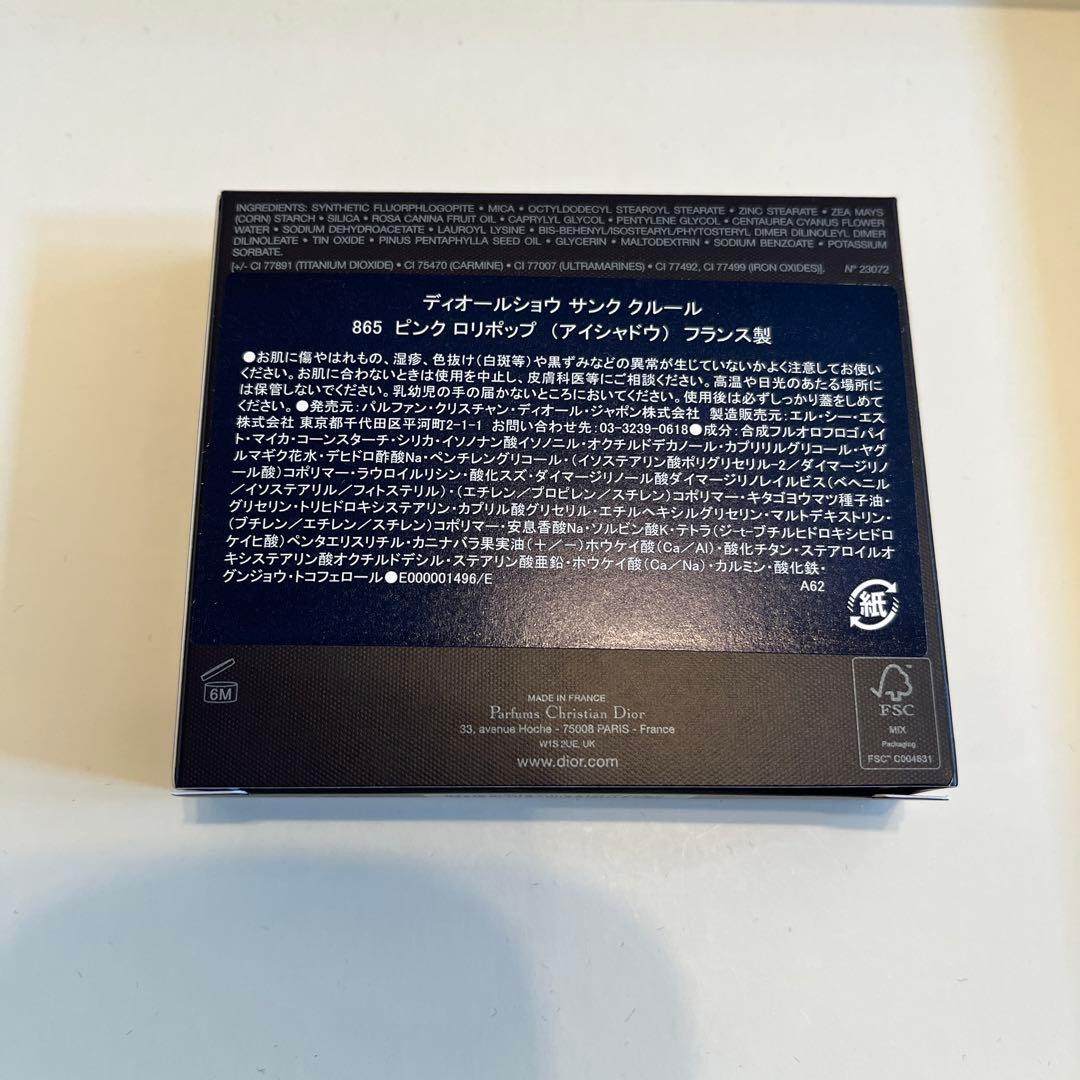 INGREDIENTS: SYNTHETIC FLUORPHLOGOPITE • MICA • OCTYLDODECYL STEAROYL STEARATE • ZINC STEARATE • ZEA MAYS
(CORN) STARCH • SILICA • ROSA CANINA FRUIT OIL • CAPRYLYL GLYCOL • PENTYLENE GLYCOL • CENTAUREA CYANUS FLOWER
WATER • SODIUM DEHYDROACETATE • LAUROYL LYSINE • BIS-BEHENYL/ISOSTEARYL/PHYTOSTERYL DIMER DILINOLEYL DIMER
DILINOLEATE • TIN OXIDE • PINUS PENTAPHYLLA SEED OIL • GLYCERIN • MALTODEXTRIN • SODIUM BENZOATE • POTASSIUM
SORBATE.
[+/- CI 77891 (TITANIUM DIOXIDE) • CI 75470 (CARMINE) • CI 77007 (ULTRAMARINES) • CI 77492, CI 77499 (IRON OXIDES)]. N° 23072
ディオールショウ サンク クルール
865 ピンク ロリポップ （アイシャドウ） フランス製
●お肌に傷やはれもの、湿疹、色抜け(白斑等)や黒ずみなどの異常が生じていないかよく注意してお使い
ください。お肌に合わないときは使用を中止し、皮膚科医等にご相談ください。高温や日光のあたる場所に
は保管しないでください。乳幼児の手の届かないところにおいてください。使用後は必ずしっかり蓋をしめて
ください。●発売元:パルファン・クリスチャン・ディオール・ジャポン株式会社 製造販売元:エル・シー・エス
株式会社 東京都千代田区平河町2-1-1 お問い合わせ先:03-3239-0618●成分:合成フルオロフロゴパイ
ト・マイカ・コーンスターチ・シリカ・イソノナン酸イソノニル・オクチルドデカノール・カプリリルグリコール・ヤグ
ルマギク花水・デヒドロ酢酸Na・ペンチレングリコール・(イソステアリン酸ポリグリセリル-2/ダイマージリノ
ール酸)コポリマー・ラウロイルリシン・酸化スズ・ダイマージリノール酸ダイマージリノレイルビス(ベヘニル
/イソステアリル/フィトステリル)・(エチレン/プロピレン/スチレン)コポリマー・キタゴヨウマツ種子油・
グリセリン・トリヒドロキシステアリン・カプリル酸グリセリル・エチルヘキシルグリセリン・マルトデキストリン・
(ブチレン/エチレン/スチレン)コポリマー・安息香酸Na・ソルビン酸K・テトラ(ジ-t-ブチルヒドロキシヒドロ
ケイヒ酸)ペンタエリスリチル・カニナバラ果実油(+/-)ホウケイ酸(Ca/Al)・酸化チタン・ステアロイルオ
キシステアリン酸オクチルドデシル・ステアリン酸亜鉛・ホウケイ酸(Ca/Na)・カルミン・酸化鉄・
グンジョウ・トコフェロール●E000001496/E A62
紙
6M
MADE IN FRANCE
Parfums Christian Dior
33, avenue Hoche - 75008 PARIS - France
W1S 2UE, UK
www.dior.com
FSC
MIX
Packaging
FSC™ C004631